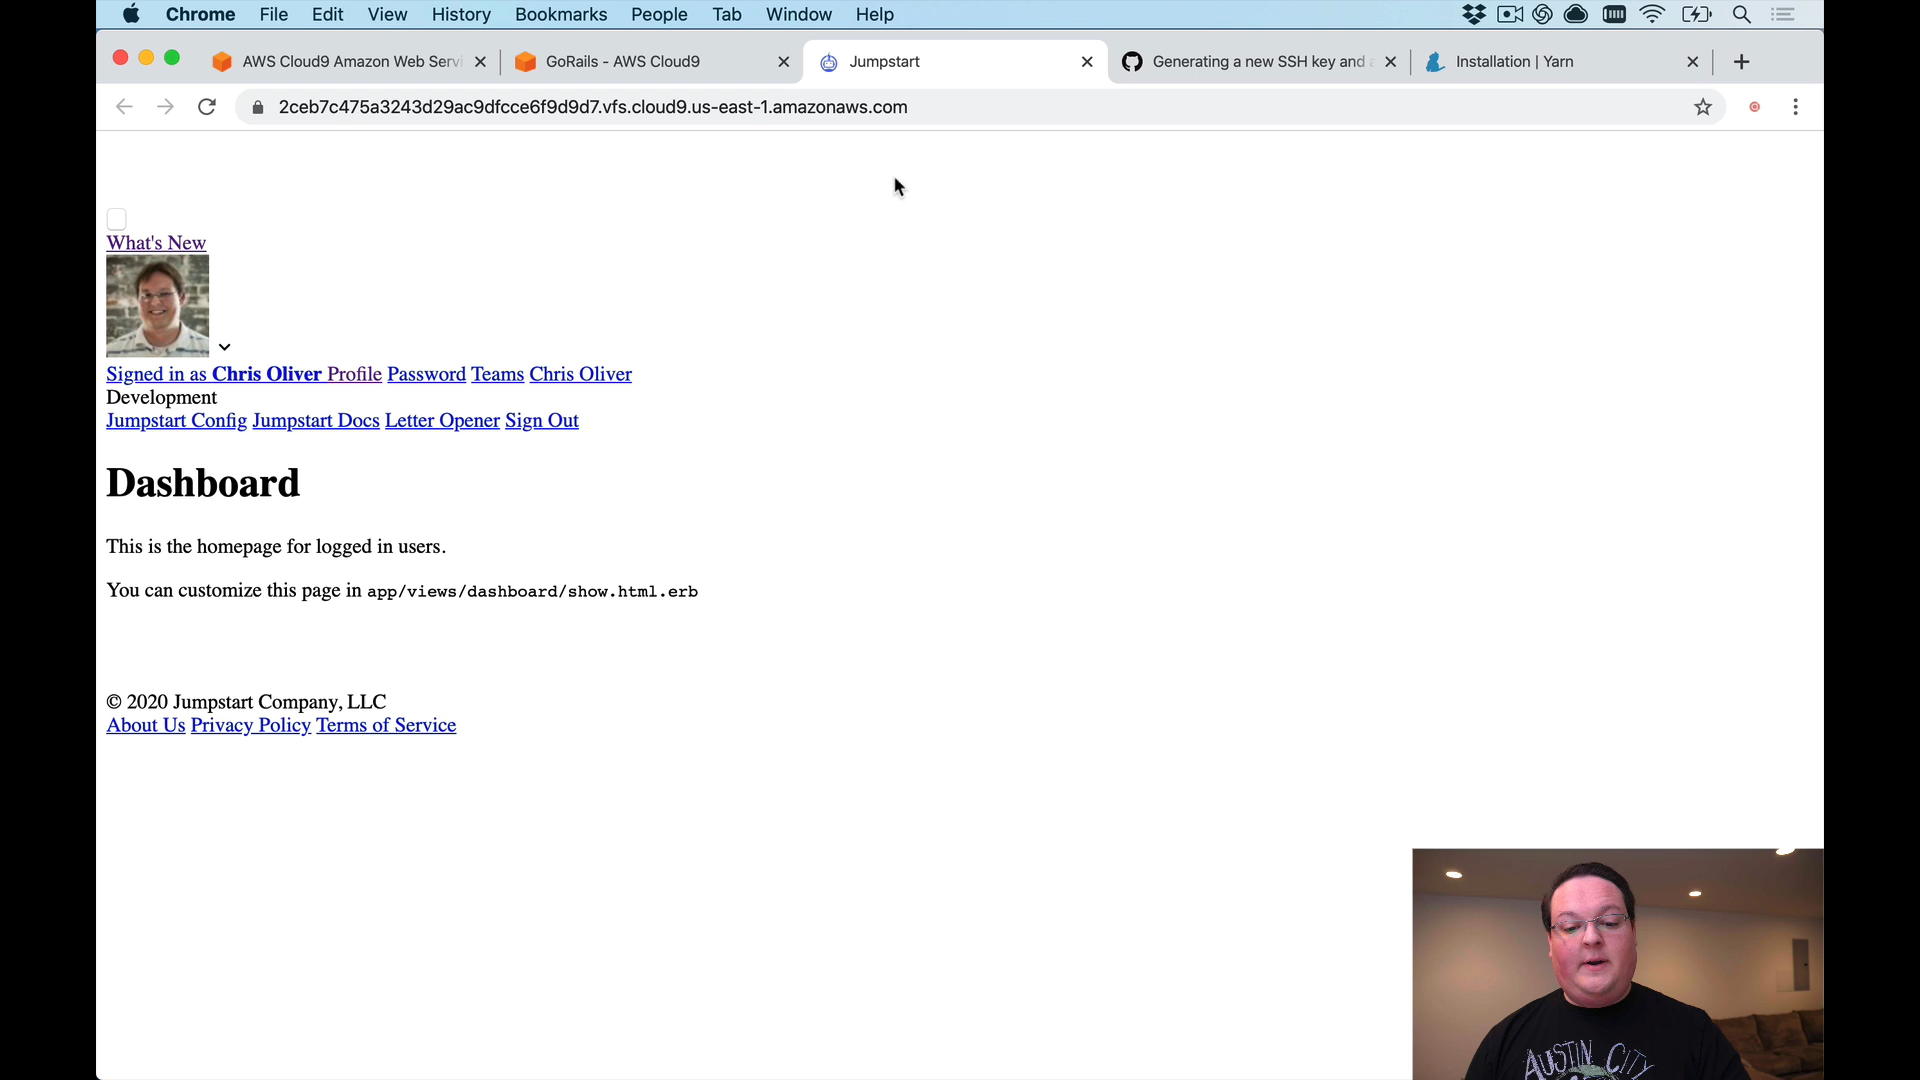 Chrome File Edit View History Bookmarks People Tab Window Help
AWS Cloud9 Amazon Web Servi
GoRails - AWS Cloud9
Jumpstart
Generating a new SSH key and a
Installation | Yarn
2ceb7c475a3243d29ac9dfcce6f9d9d7.vfs.cloud9.us-east-1.amazonaws.com
What's New
Signed in as Chris Oliver Profile Password Teams Chris Oliver
Development
Jumpstart Config Jumpstart Docs Letter Opener Sign Out
Dashboard
This is the homepage for logged in users.
You can customize this page in app/views/dashboard/show.html.erb
© 2020 Jumpstart Company, LLC
About Us Privacy Policy Terms of Service
AUSTIN CITY